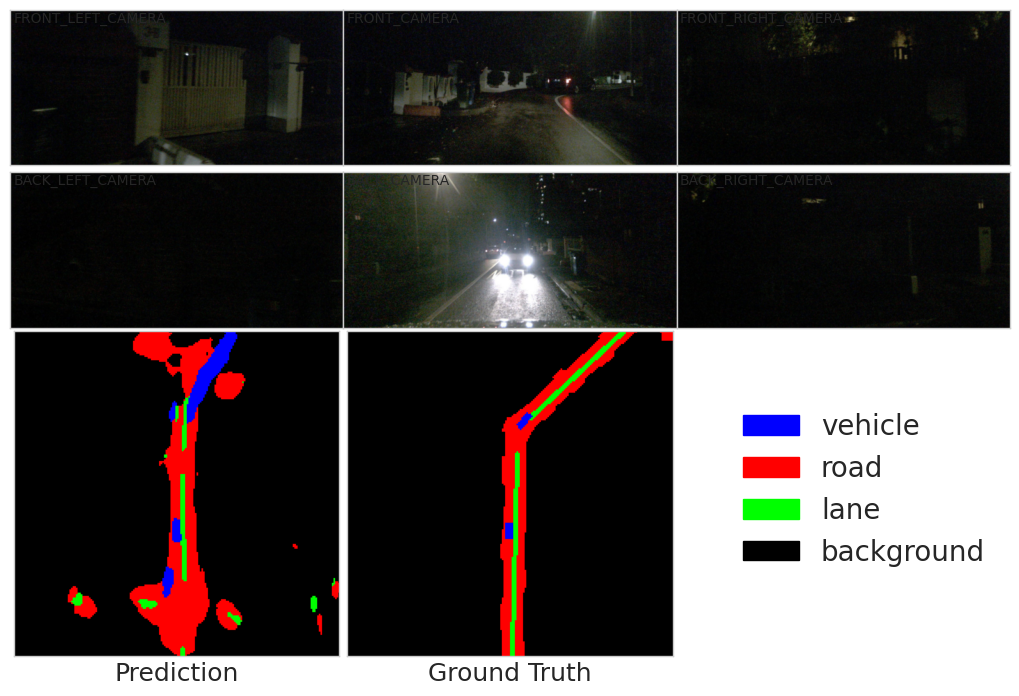 FRONT_LEFT_CAMERA
FRONT_CAMERA
FRONT_RIGHT_CAMERA
BACK_LEFT_CAMERA
CAMERA
BACK_RIGHT_CAMERA
vehicle
road
lane
background
Prediction
Ground Truth